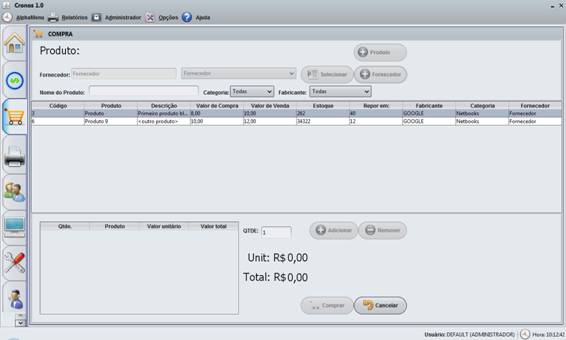 Cronos 1.0
AlphaMenu Relatórios Administrador Opções Ajuda
COMPRA
Produto:
Produto
Fornecedor: Fornecedor Fornecedor Selecionar Fornecedor
Nome do Produto: Categoria: Todas Fabricante: Todas
Código Produto Descrição Valor de Compra Valor de Venda Estoque Repor em: Fabricante Categoria Fornecedor
3 Produto Primeiro produto bl... 8,00 10,00 262 40 GOOGLE Netbooks Fornecedor
6 Produto 9 <outro produto> 10,00 12,00 34322 12 GOOGLE Netbooks Fornecedor
Qtde. Produto Valor unitário Valor total
QTDE: 1 Adicionar Remover
Unit: R$0,00
Total: R$0,00
Comprar Cancelar
Usuário: DEFAULT (ADMINISTRADOR) Hora: 10:12:42